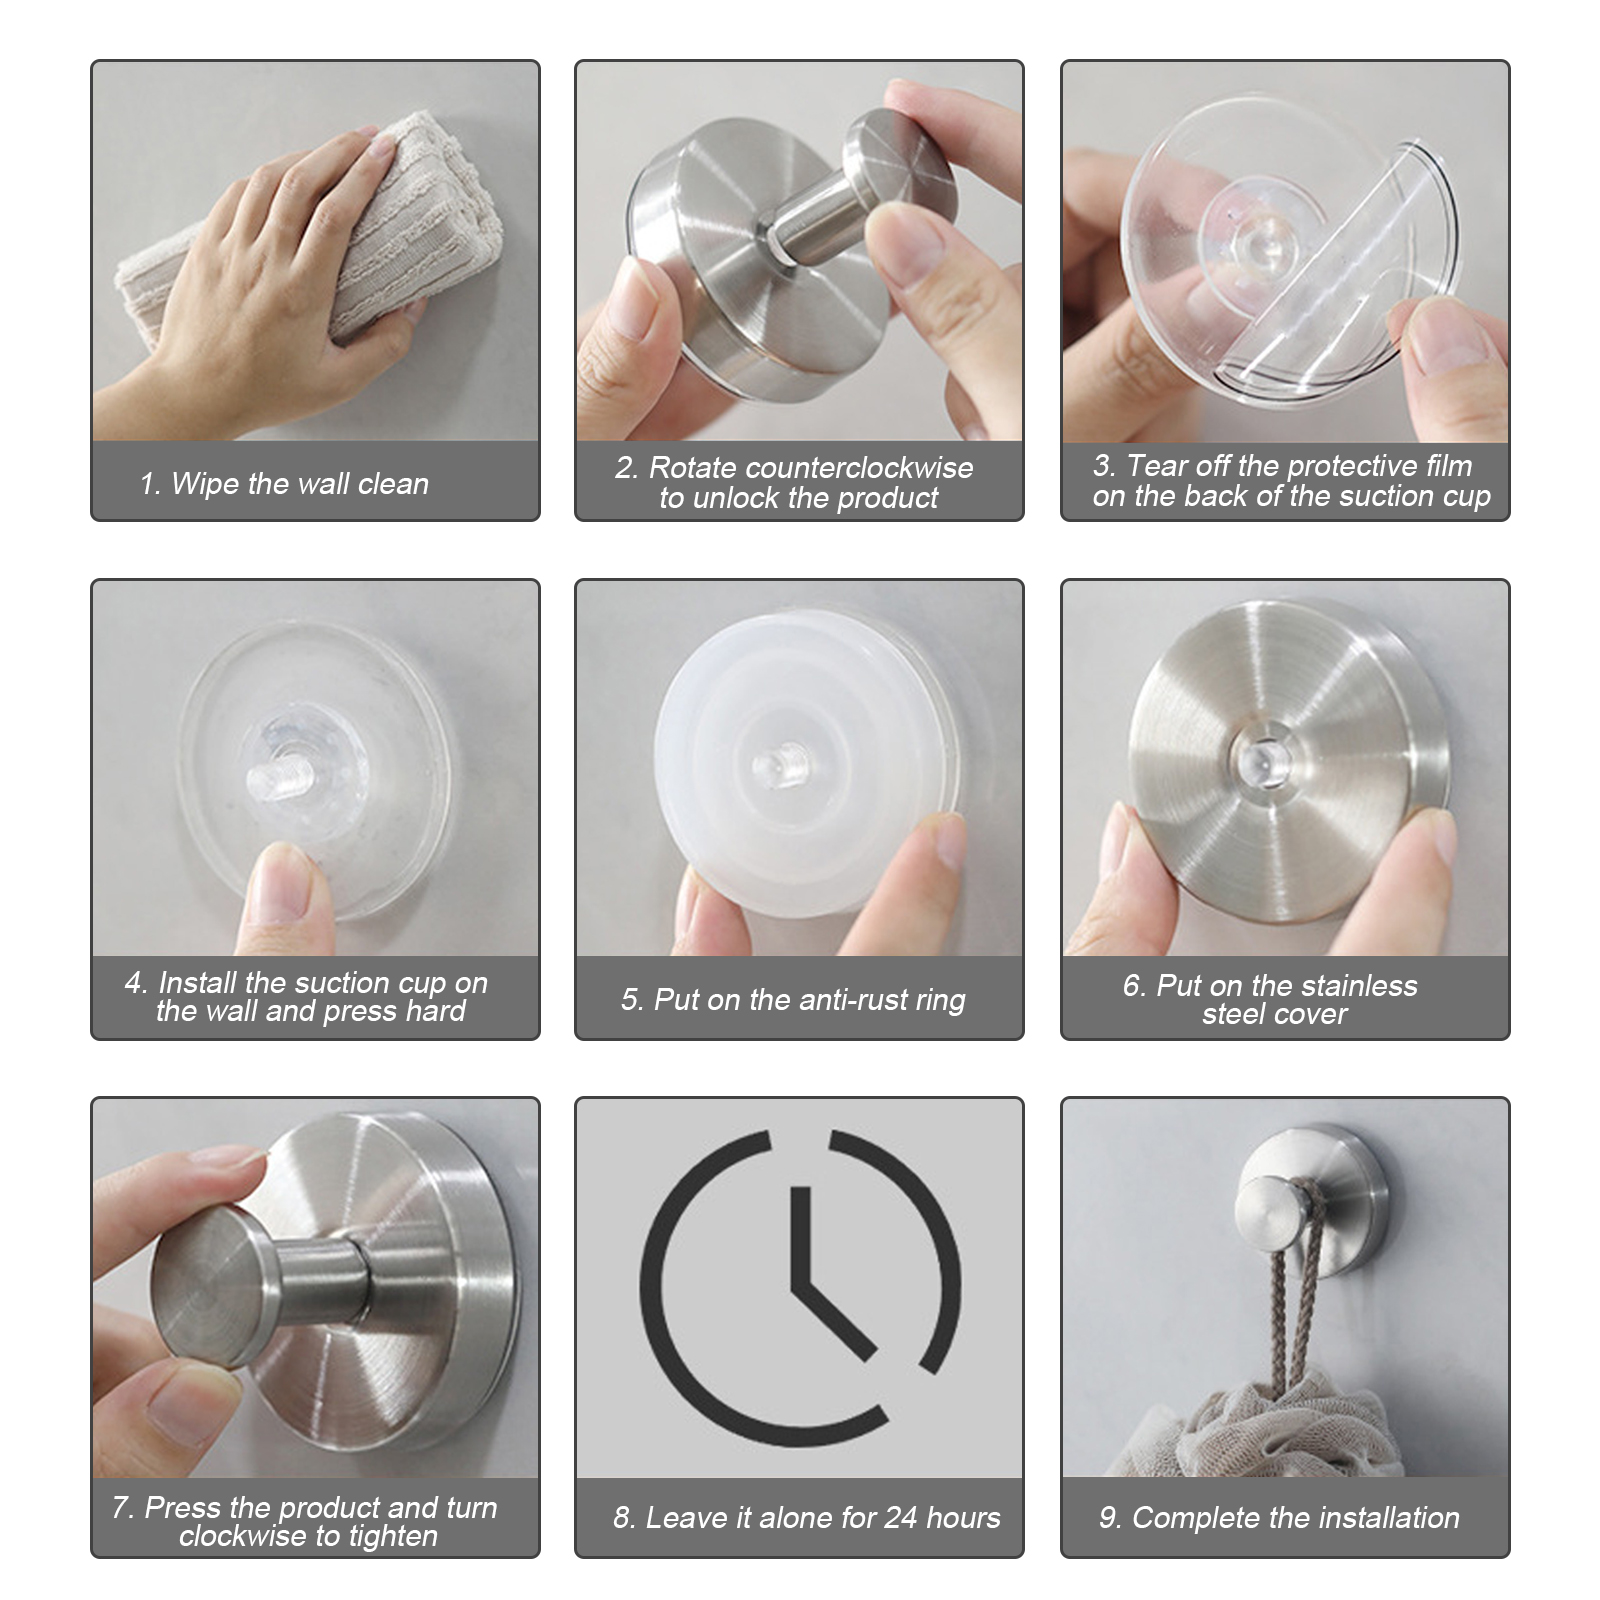 1. Wipe the wall clean
2. Rotate counterclockwise
to unlock the product
3. Tear off the protective film
on the back of the suction cup
4. Install the suction cup on
the wall and press hard
5. Put on the anti-rust ring
6. Put on the stainless
steel cover
7. Press the product and turn
clockwise to tighten
8. Leave it alone for 24 hours
9. Complete the installation